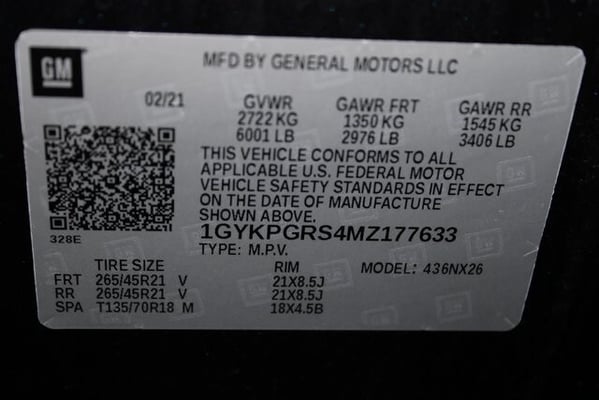 GM
MFD BY GENERAL MOTORS LLC
02/21 GVWR GAWR FRT GAWR RR
2722 KG 1350 KG 1545 KG
6001 LB 2976 LB 3406 LB
THIS VEHICLE CONFORMS TO ALL
APPLICABLE U.S. FEDERAL MOTOR
VEHICLE SAFETY STANDARDS IN EFFECT
ON THE DATE OF MANUFACTURE
SHOWN ABOVE.
328E
1GYKPGRS4MZ177633
TYPE: M.P.V.
TIRE SIZE RIM MODEL: 436NX26
FRT 265/45R21 V 21X8.5J
RR 265/45R21 V 21X8.5J
SPA T135/70R18 M 18X4.5B